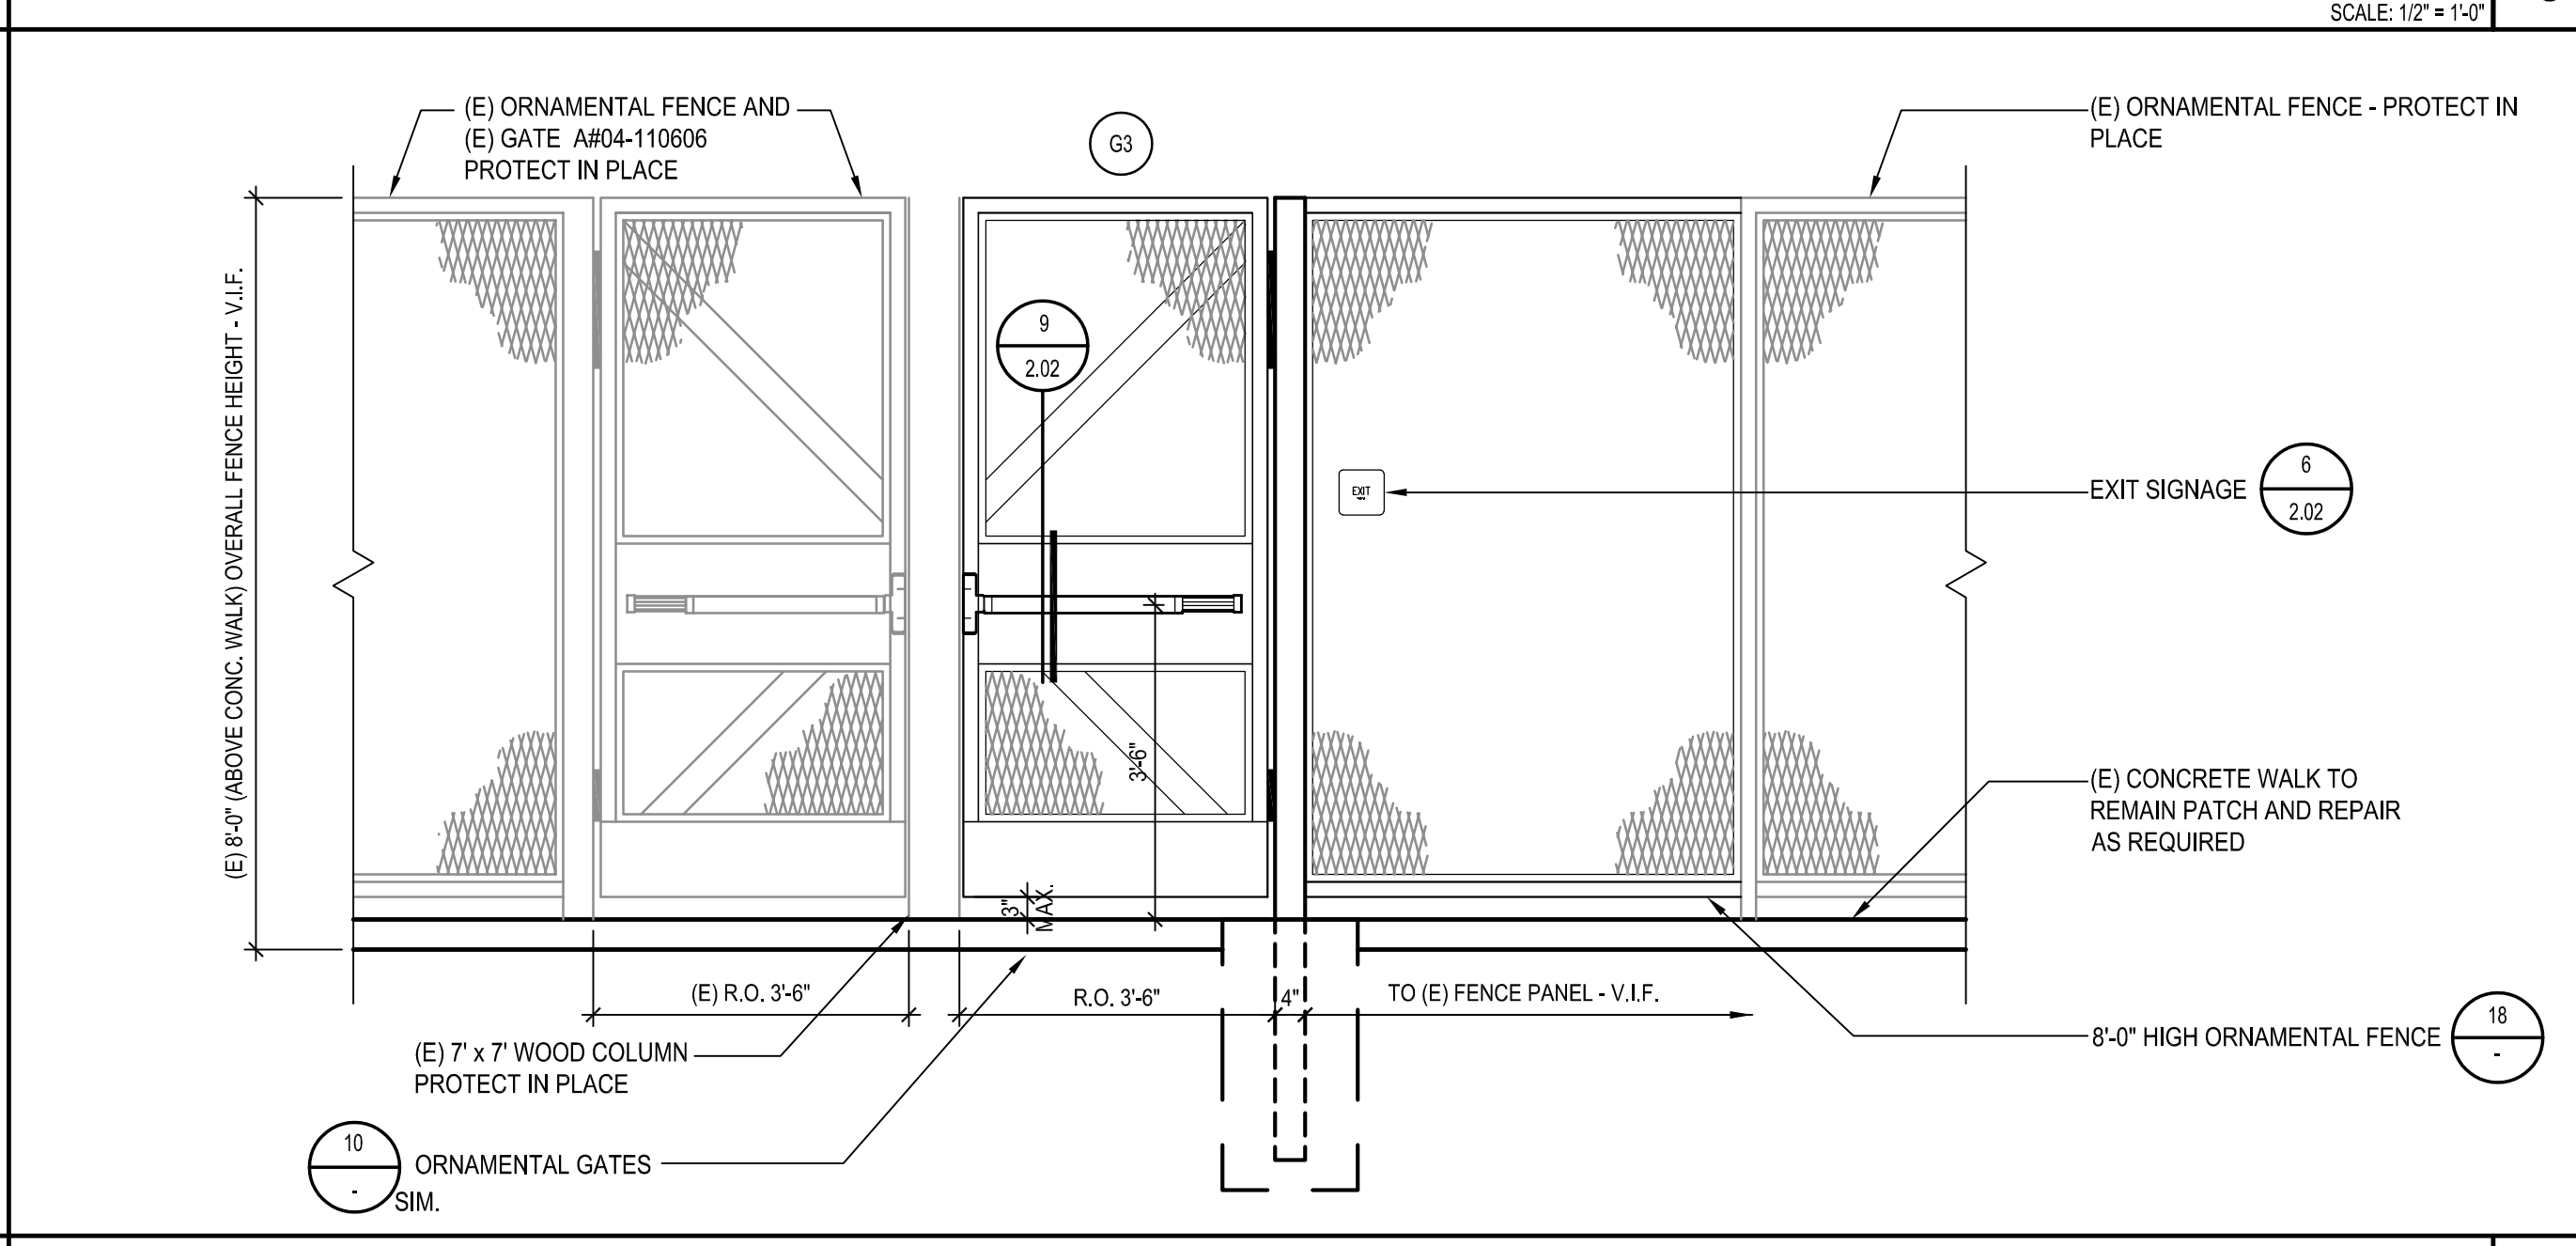 SCALE: 1/2" = 1'-0"
(E) ORNAMENTAL FENCE AND
(E) GATE A#04-110606
PROTECT IN PLACE
G3
(E) ORNAMENTAL FENCE - PROTECT IN
PLACE
(E) 8'-0" (ABOVE CONC. WALK) OVERALL FENCE HEIGHT - V.I.F.
9
2.02
EXIT
EXIT SIGNAGE
6
2.02
3'-6"
(E) CONCRETE WALK TO
REMAIN PATCH AND REPAIR
AS REQUIRED
3"
MAX.
(E) R.O. 3'-6"
R.O. 3'-6"
4"
TO (E) FENCE PANEL - V.I.F.
(E) 7' x 7' WOOD COLUMN
PROTECT IN PLACE
8'-0" HIGH ORNAMENTAL FENCE
18
-
10
-
ORNAMENTAL GATES
SIM.